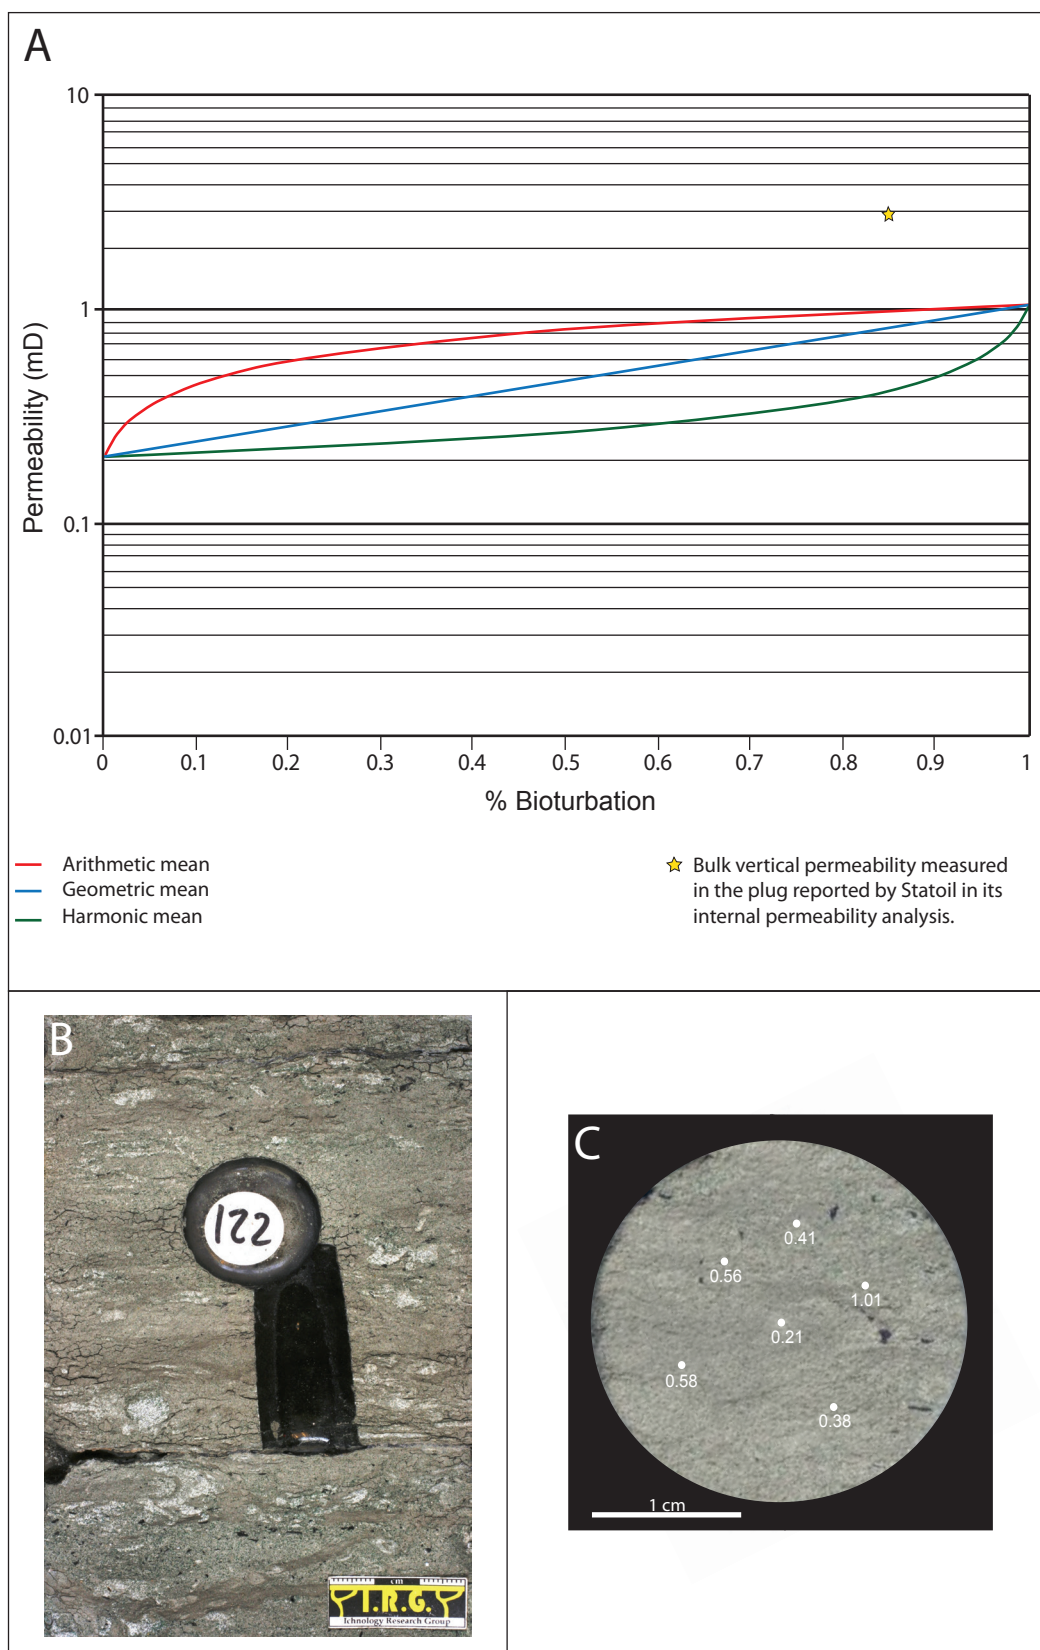 A
10
1
0.1
0.01
Permeability (mD)
0 0.1 0.2 0.3 0.4 0.5 0.6 0.7 0.8 0.9 1
% Bioturbation
Arithmetic mean
Geometric mean
Harmonic mean
Bulk vertical permeability measured
in the plug reported by Statoil in its
internal permeability analysis.
B
122
cm
I.R.G.
Ichnology Research Group
C
0.41
0.56
1.01
0.21
0.58
0.38
1 cm